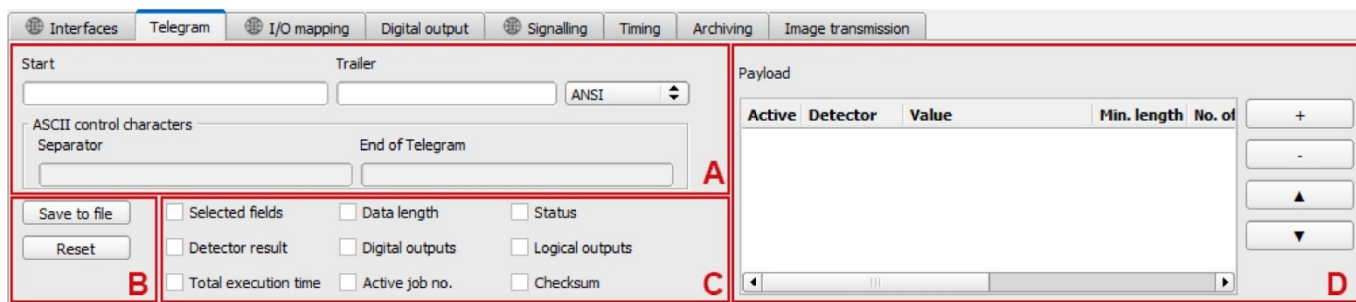 Interfaces Telegram I/O mapping Digital output Signalling Timing Archiving Image transmission
Start Trailer
ANSI
ASCII control characters
Separator End of Telegram
A
Save to file
Reset
B
Selected fields Data length Status
Detector result Digital outputs Logical outputs
Total execution time Active job no. Checksum
C
Payload
Active Detector Value Min. length No. of
+
-
▲
▼
D